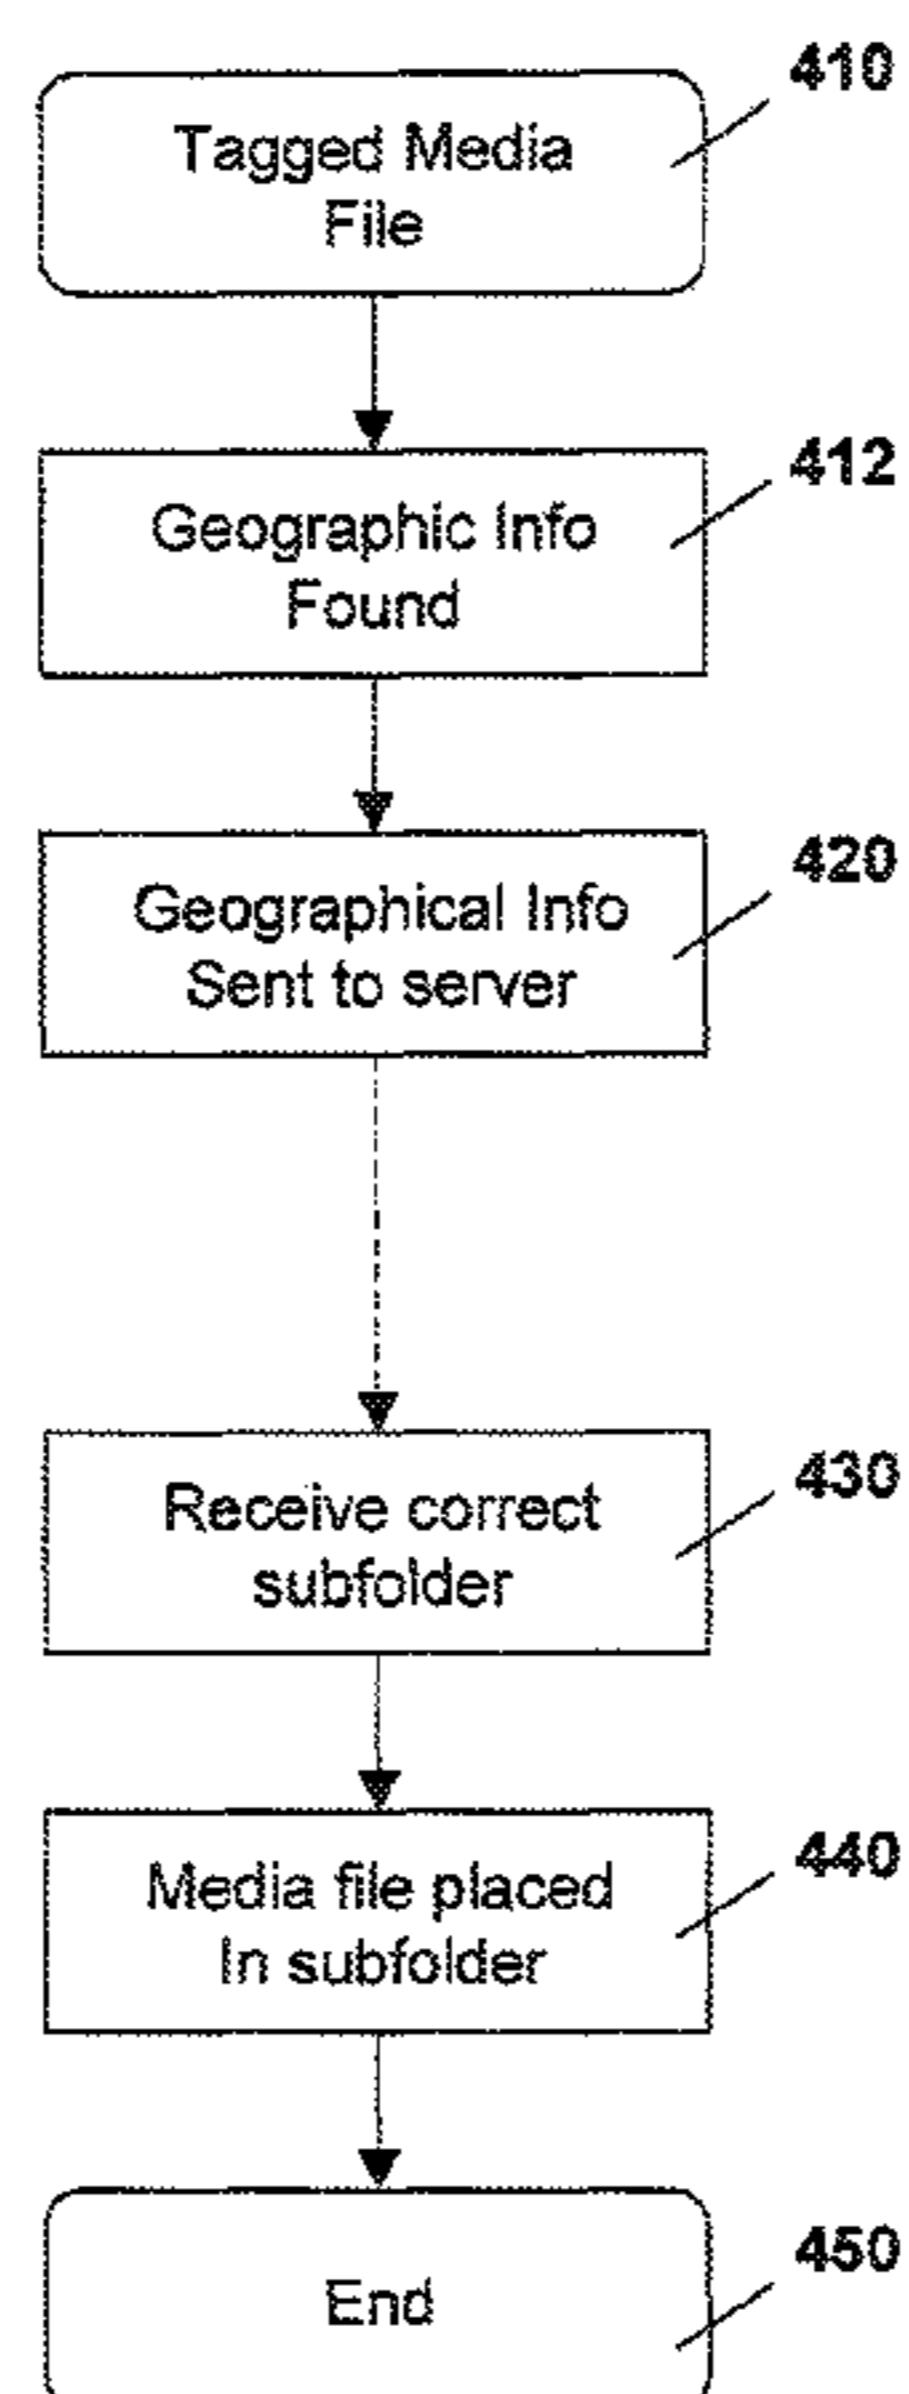 410
Tagged Media
File
412
Geographic Info
Found
420
Geographical Info
Sent to server
430
Receive correct
subfolder
440
Media file placed
In subfolder
450
End